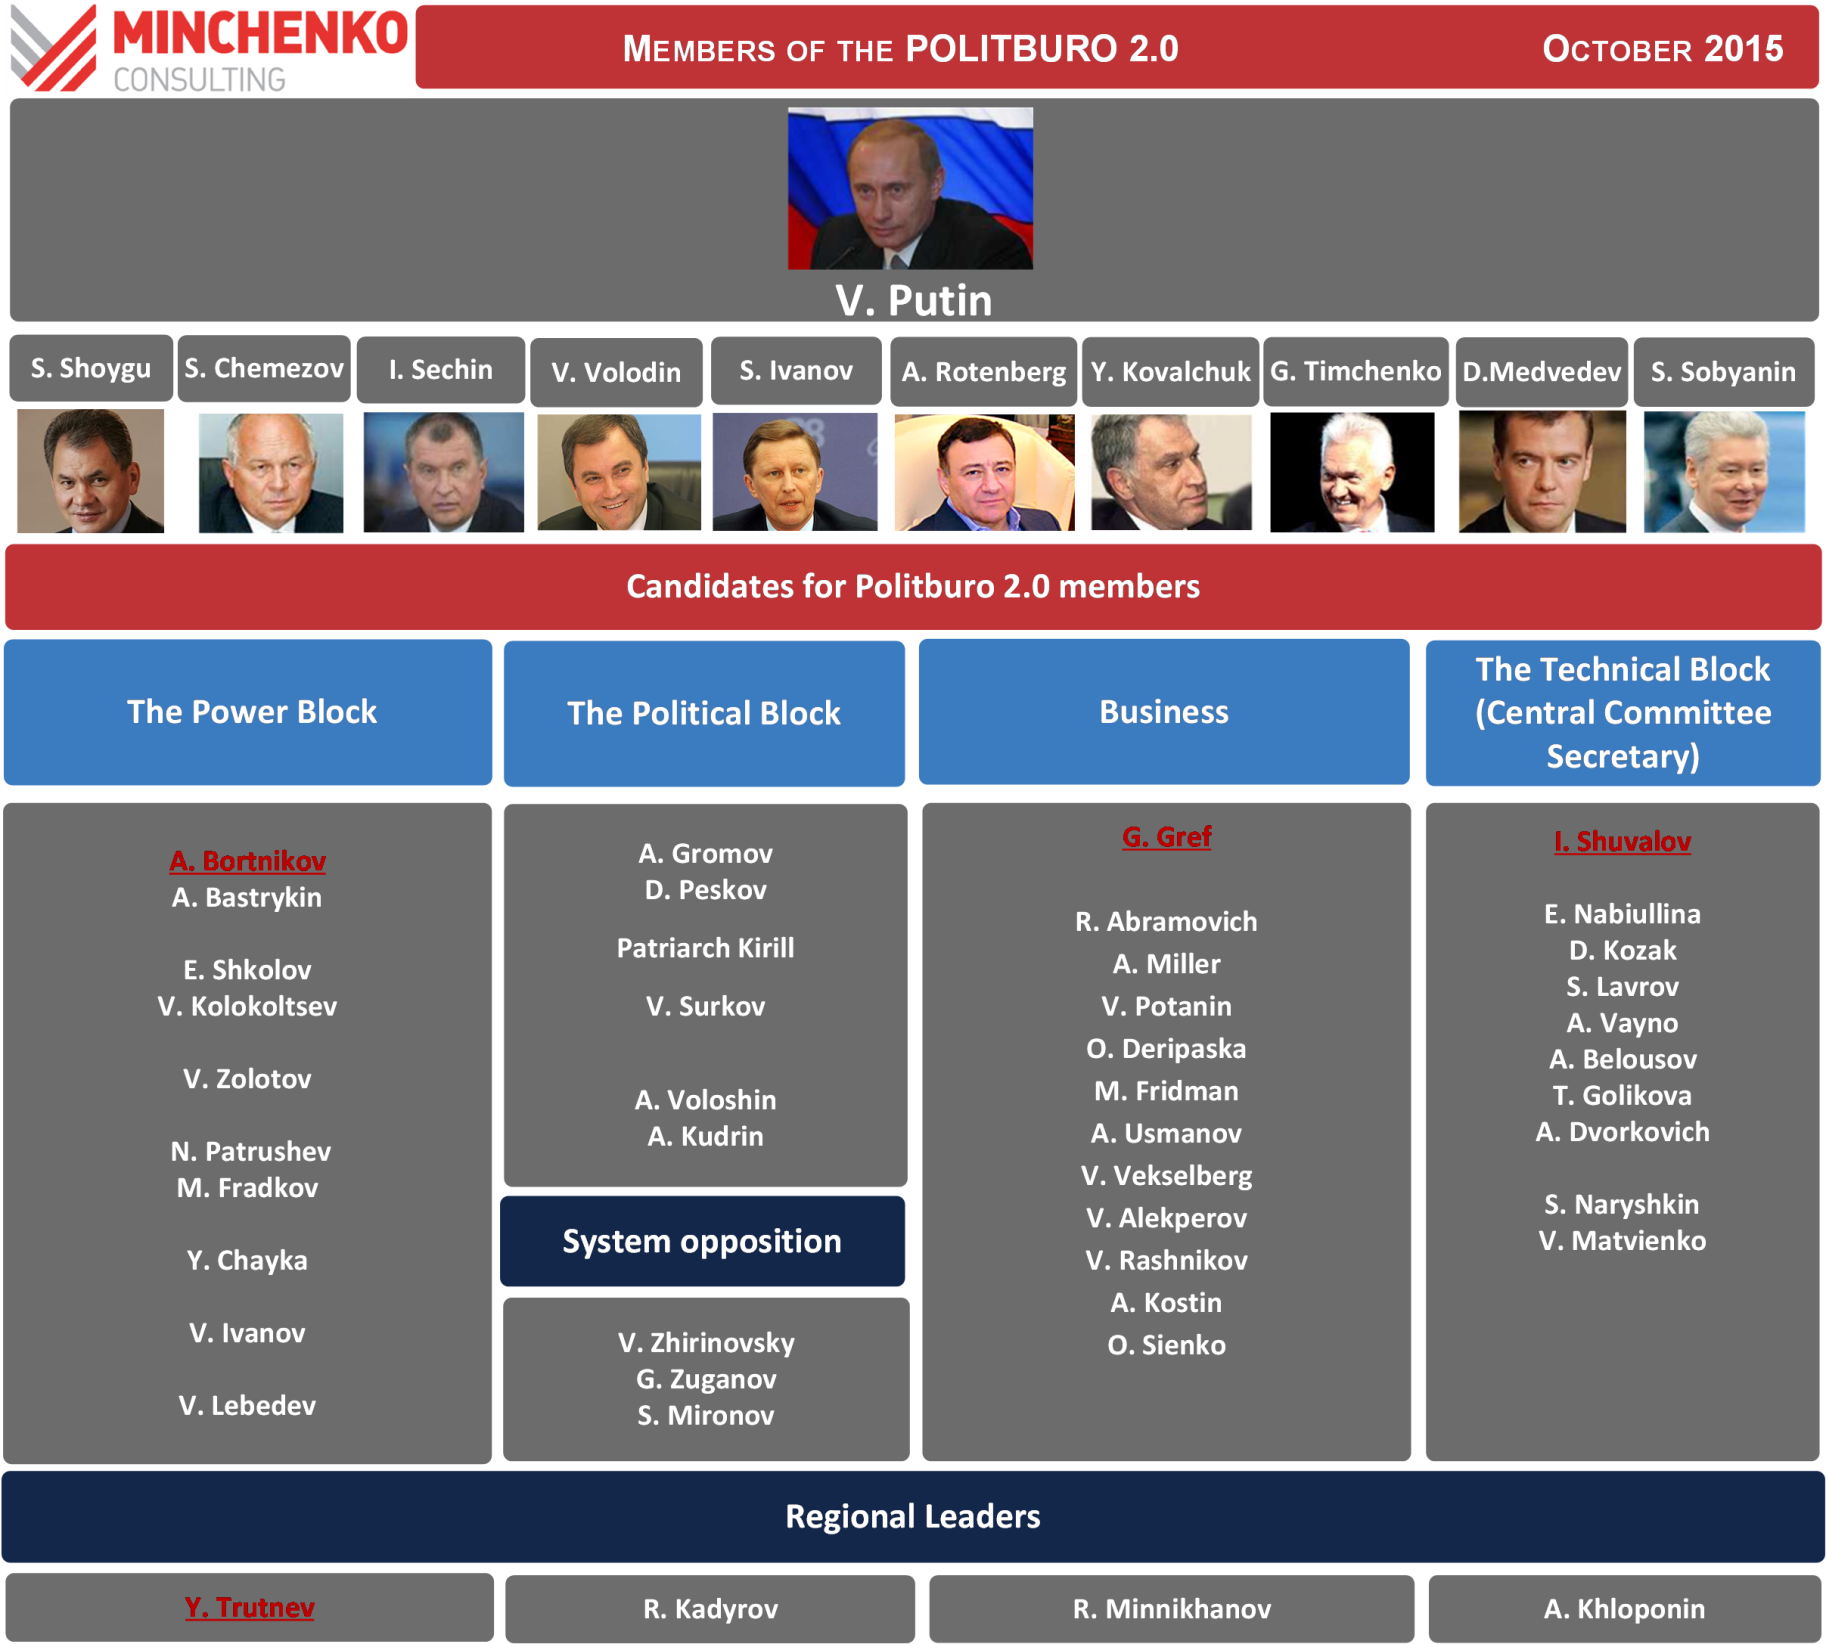 MINCHENKO
CONSULTING
MEMBERS OF THE POLITBURO 2.0
OCTOBER 2015
V. Putin
S. Shoygu
S. Chemezov
I. Sechin
V. Volodin
S. Ivanov
A. Rotenberg
Y. Kovalchuk
G. Timchenko
D.Medvedev
S. Sobyanin
Candidates for Politburo 2.0 members
The Power Block
A. Bortnikov
A. Bastrykin
E. Shkolov
V. Kolokoltsev
V. Zolotov
N. Patrushev
M. Fradkov
Y. Chayka
V. Ivanov
V. Lebedev
The Political Block
A. Gromov
D. Peskov
Patriarch Kirill
V. Surkov
A. Voloshin
A. Kudrin
System opposition
V. Zhirinovsky
G. Zuganov
S. Mironov
Business
G. Gref
R. Abramovich
A. Miller
V. Potanin
O. Deripaska
M. Fridman
A. Usmanov
V. Vekselberg
V. Alekperov
V. Rashnikov
A. Kostin
O. Sienko
The Technical Block
(Central Committee
Secretary)
I. Shuvalov
E. Nabiullina
D. Kozak
S. Lavrov
A. Vayno
A. Belousov
T. Golikova
A. Dvorkovich
S. Naryshkin
V. Matvienko
Regional Leaders
Y. Trutnev
R. Kadyrov
R. Minnikhanov
A. Khloponin